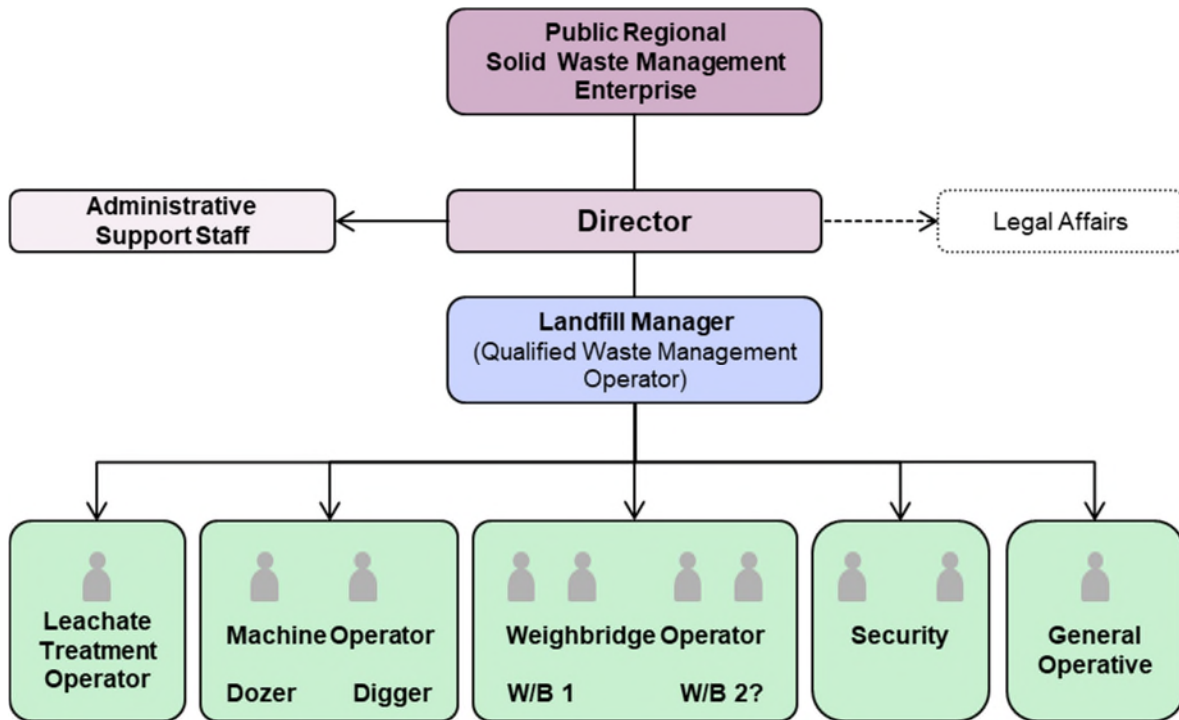 Public Regional
Solid Waste Management
Enterprise
Administrative
Support Staff
Director
Legal Affairs
Landfill Manager
(Qualified Waste Management
Operator)
Leachate
Treatment
Operator
Machine Operator
Dozer Digger
Weighbridge Operator
W/B 1 W/B 2?
Security
General
Operative